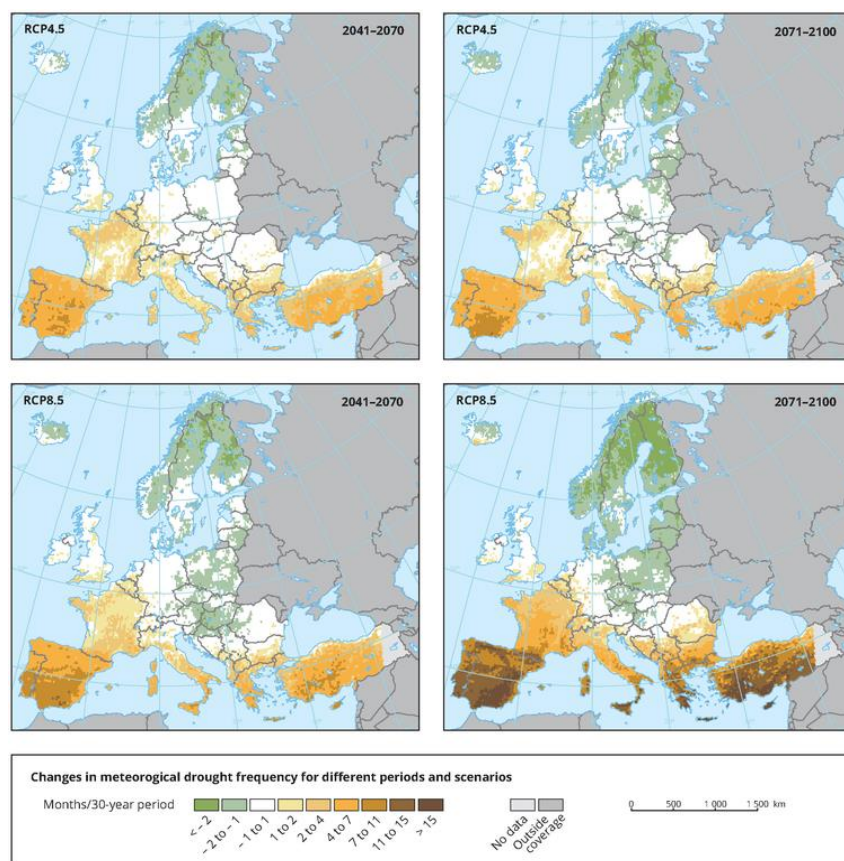 RCP4.5 2041–2070
RCP4.5 2071–2100
RCP8.5 2041–2070
RCP8.5 2071–2100
Changes in meteorogical drought frequency for different periods and scenarios
Months/30-year period
< – 2
– 2 to – 1
– 1 to 1
1 to 2
2 to 4
4 to 7
7 to 11
11 to 15
> 15
No data
Outside
coverage
0 500 1 000 1 500 km